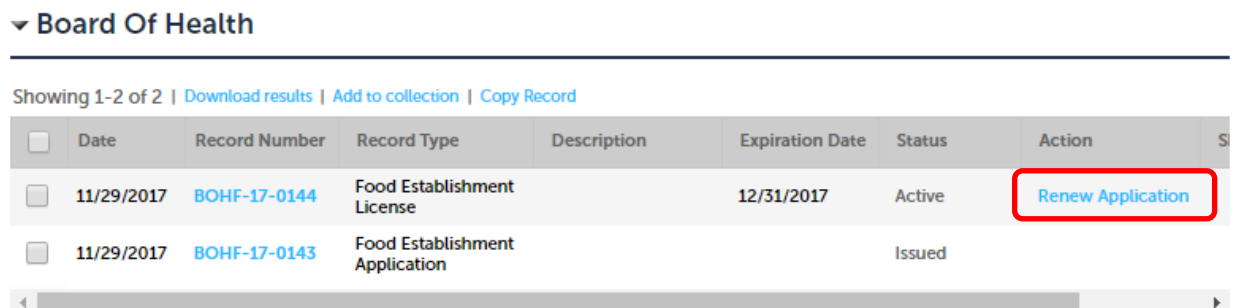 Board Of Health
Showing 1-2 of 2 | Download results | Add to collection | Copy Record
Date Record Number Record Type Description Expiration Date Status Action
11/29/2017 BOHF-17-0144 Food Establishment License 12/31/2017 Active Renew Application
11/29/2017 BOHF-17-0143 Food Establishment Application Issued